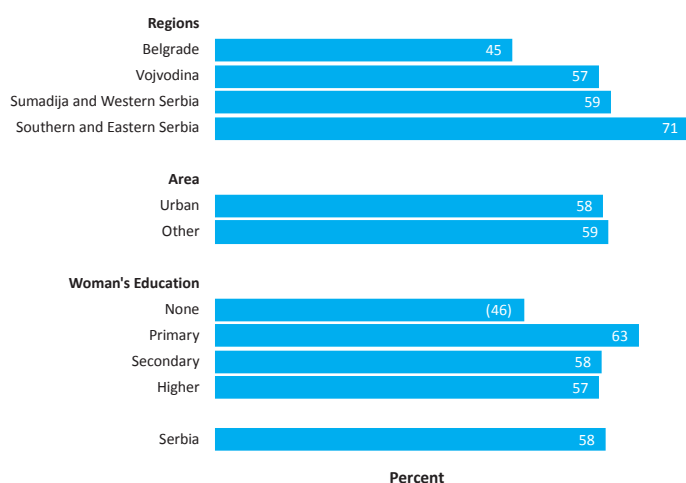 Regions
Belgrade 45
Vojvodina 57
Sumadija and Western Serbia 59
Southern and Eastern Serbia 71
Area
Urban 58
Other 59
Woman's Education
None (46)
Primary 63
Secondary 58
Higher 57
Serbia 58
Percent